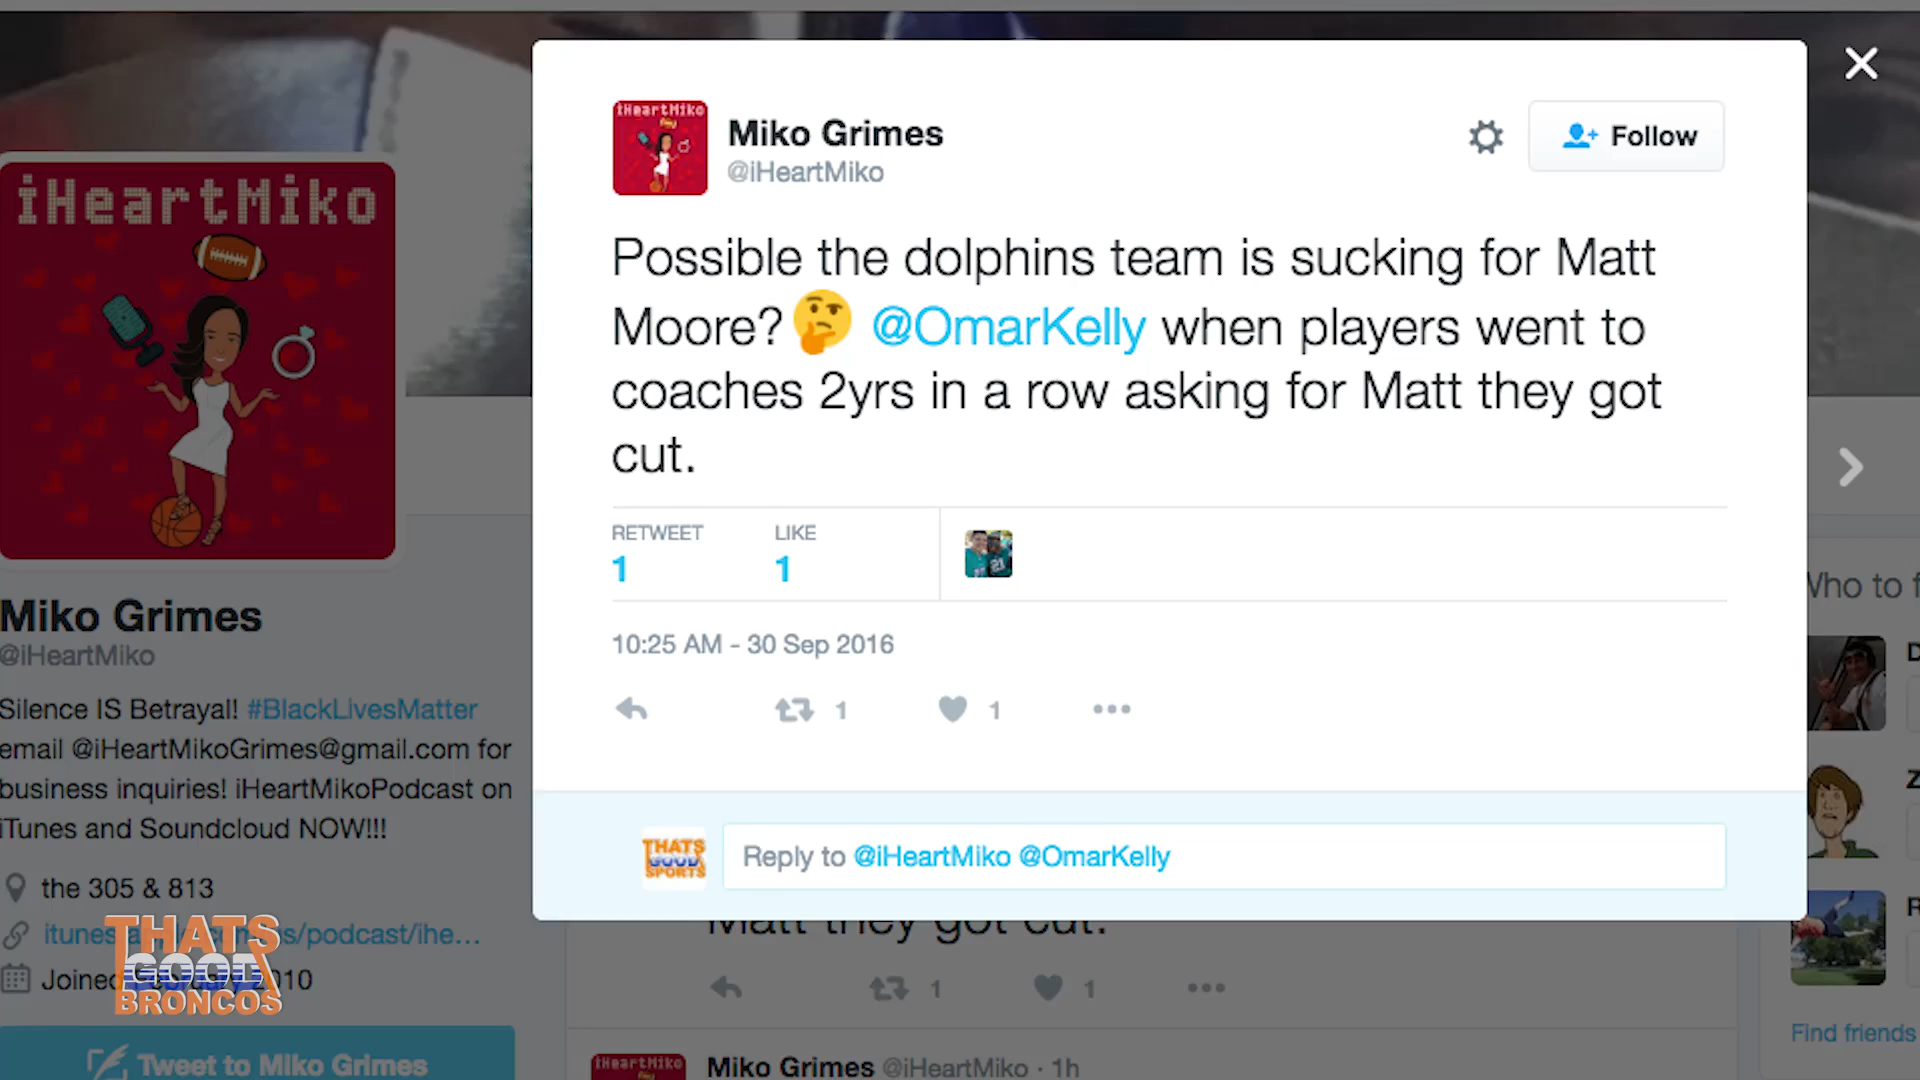 iHeartMiko
Miko Grimes
@iHeartMiko
Follow
Possible the dolphins team is sucking for Matt
Moore?🤔 @OmarKelly when players went to
coaches 2yrs in a row asking for Matt they got
cut.
RETWEET LIKE
1 1
21
10:25 AM - 30 Sep 2016
1 1
THATS
GOOD
SPORTS
Reply to @iHeartMiko @OmarKelly
iHeartMiko
Miko Grimes
@iHeartMiko
Silence IS Betrayal! #BlackLivesMatter
email @iHeartMikoGrimes@gmail.com for
business inquiries! iHeartMikoPodcast on
iTunes and Soundcloud NOW!!!
the 305 & 813
/podcast/ihe...
Joined February 2010
THATS
GOOD
BRONCOS
Tweet to Miko Grimes
Matt they got cut.
1 1
iHeartMiko
Miko Grimes @iHeartMiko · 1h
Who to f
D
Z
R
Find friends